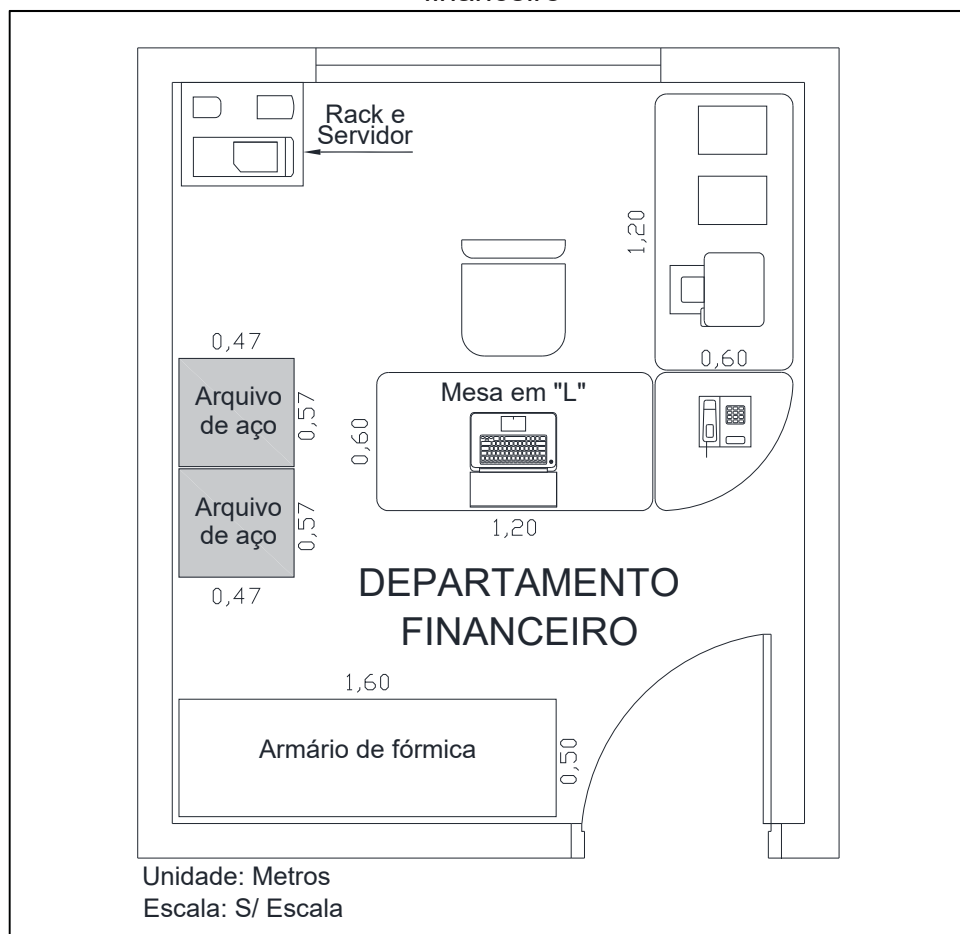 Rack e
Servidor
1,20
0,47
0,60
Arquivo
de aço
0,57
Mesa em "L"
0,60
Arquivo
de aço
0,57
1,20
0,47
DEPARTAMENTO
FINANCEIRO
1,60
Armário de fórmica
0,50
Unidade: Metros
Escala: S/ Escala